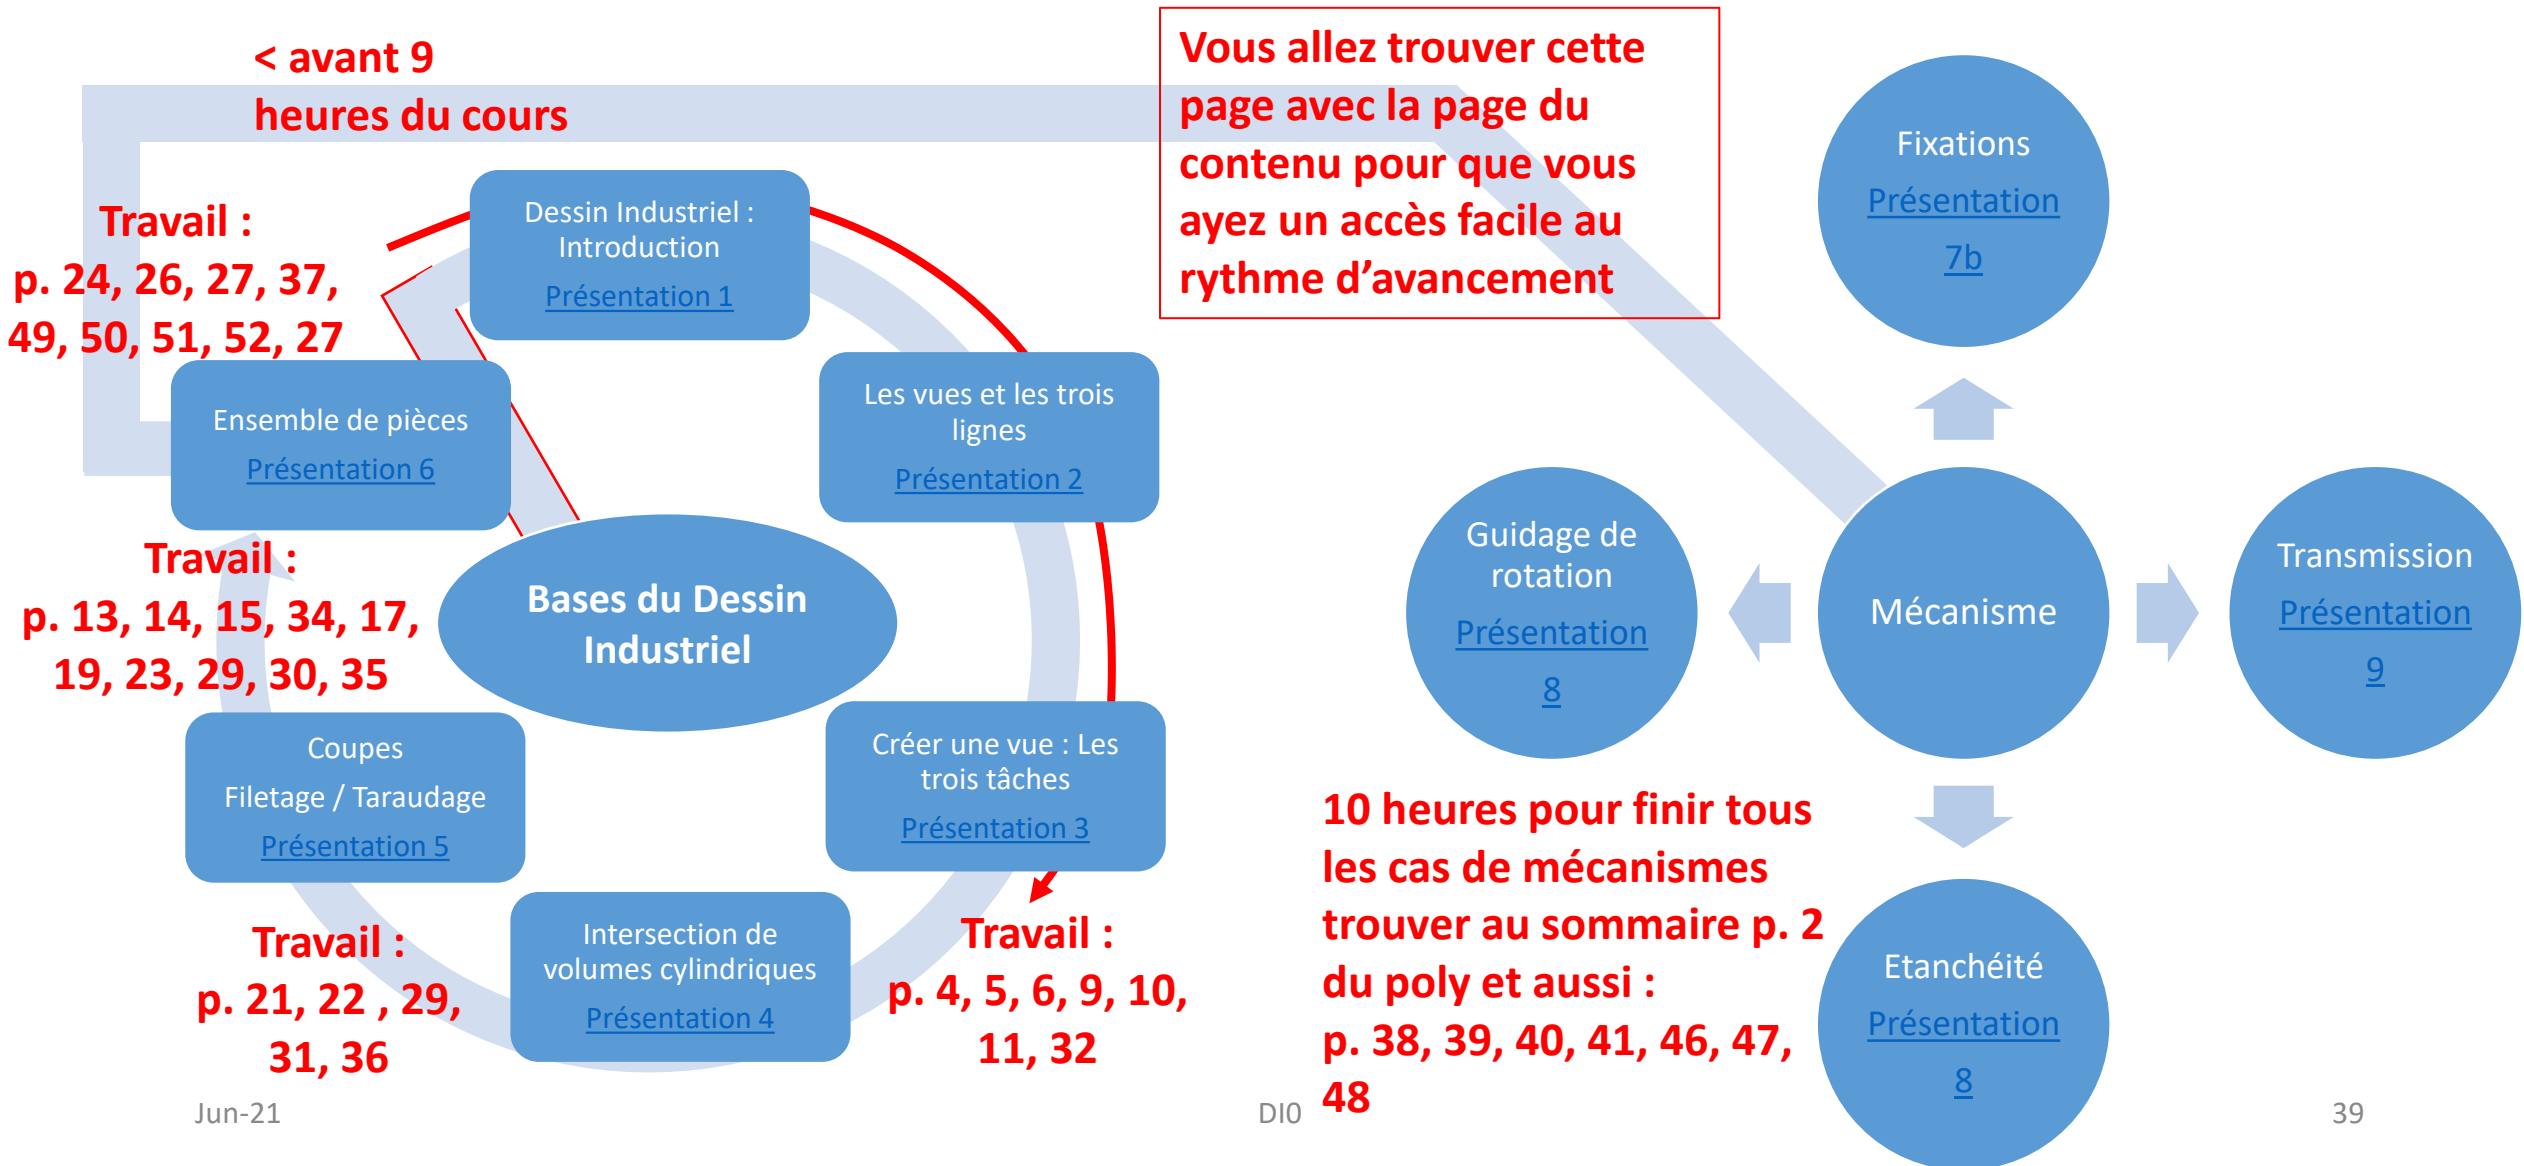 < avant 9
heures du cours
Vous allez trouver cette
page avec la page du
contenu pour que vous
ayez un accès facile au
rythme d’avancement
Travail :
p. 24, 26, 27, 37,
49, 50, 51, 52, 27
Dessin Industriel :
Introduction
Présentation 1
Les vues et les trois
lignes
Présentation 2
Ensemble de pièces
Présentation 6
Travail :
p. 13, 14, 15, 34, 17,
19, 23, 29, 30, 35
Bases du Dessin
Industriel
Créer une vue : Les
trois tâches
Présentation 3
Coupes
Filetage / Taraudage
Présentation 5
Intersection de
volumes cylindriques
Présentation 4
Travail :
p. 21, 22 , 29,
31, 36
Travail :
p. 4, 5, 6, 9, 10,
11, 32
Fixations
Présentation
7b
Guidage de
rotation
Présentation
8
Mécanisme
Transmission
Présentation
9
10 heures pour finir tous
les cas de mécanismes
trouver au sommaire p. 2
du poly et aussi :
p. 38, 39, 40, 41, 46, 47,
48
Etanchéité
Présentation
8
Jun-21
DI0
39